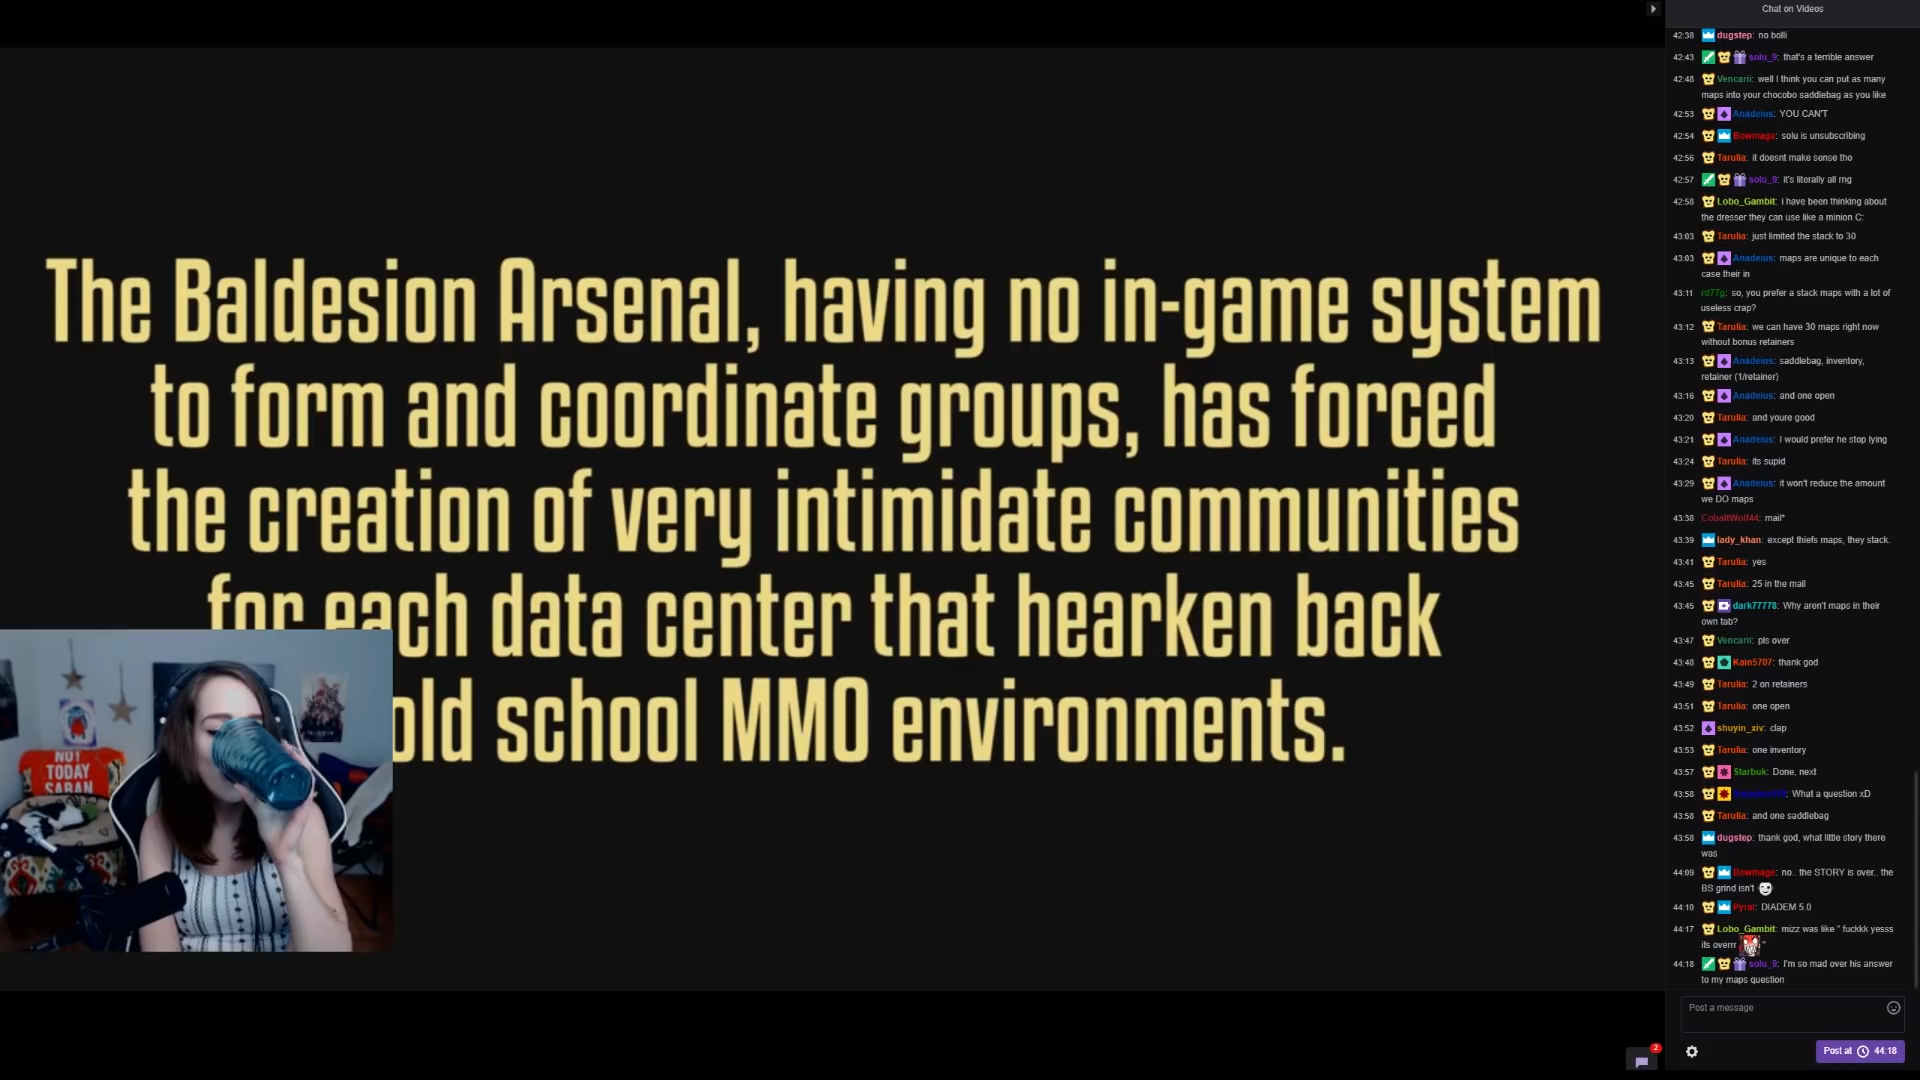 The Baldesion Arsenal, having no in-game system
to form and coordinate groups, has forced
the creation of very intimidate communities
for each data center that hearken back
old school MMO environments.
NOT
TODAY
SABAN
Chat on Videos
42:38 dugstep: no bolli
42:43 solu_9: that's a terrible answer
42:48 Vencarii: well I think you can put as many
maps into your chocobo saddlebag as you like
42:53 Anadeius: YOU CAN'T
42:54 Bowmage: solu is unsubscribing
42:56 Tarulia: it doesnt make sense tho
42:57 solu_9: it's literally all rng
42:58 Lobo_Gambit: i have been thinking about
the dresser they can use like a minion C:
43:03 Tarulia: just limited the stack to 30
43:03 Anadeius: maps are unique to each
case their in
43:11 rd77g: so, you prefer a stack maps with a lot of
useless crap?
43:12 Tarulia: we can have 30 maps right now
without bonus retainers
43:13 Anadeius: saddlebag, inventory,
retainer (1/retainer)
43:16 Anadeius: and one open
43:20 Tarulia: and youre good
43:21 Anadeius: I would prefer he stop lying
43:24 Tarulia: its supid
43:29 Anadeius: it won't reduce the amount
we DO maps
43:38 CobaltWolf44: mail*
43:39 lady_khan: except thiefs maps, they stack.
43:41 Tarulia: yes
43:45 Tarulia: 25 in the mail
43:45 dark77778: Why aren't maps in their
own tab?
43:47 Vencarii: pls over
43:48 Kain5707: thank god
43:49 Tarulia: 2 on retainers
43:51 Tarulia: one open
43:52 shuyin_xiv: clap
43:53 Tarulia: one inventory
43:57 Starbuk: Done, next
43:58 : What a question xD
43:58 Tarulia: and one saddlebag
43:58 dugstep: thank god, what little story there
was
44:09 Bowmage: no.. the STORY is over.. the
BS grind isn't
44:10 Pyral: DIADEM 5.0
44:17 Lobo_Gambit: mizz was like " fuckkk yesss
its overrr "
44:18 solu_9: I'm so mad over his answer
to my maps question
Post a message
2
Post at 44:18